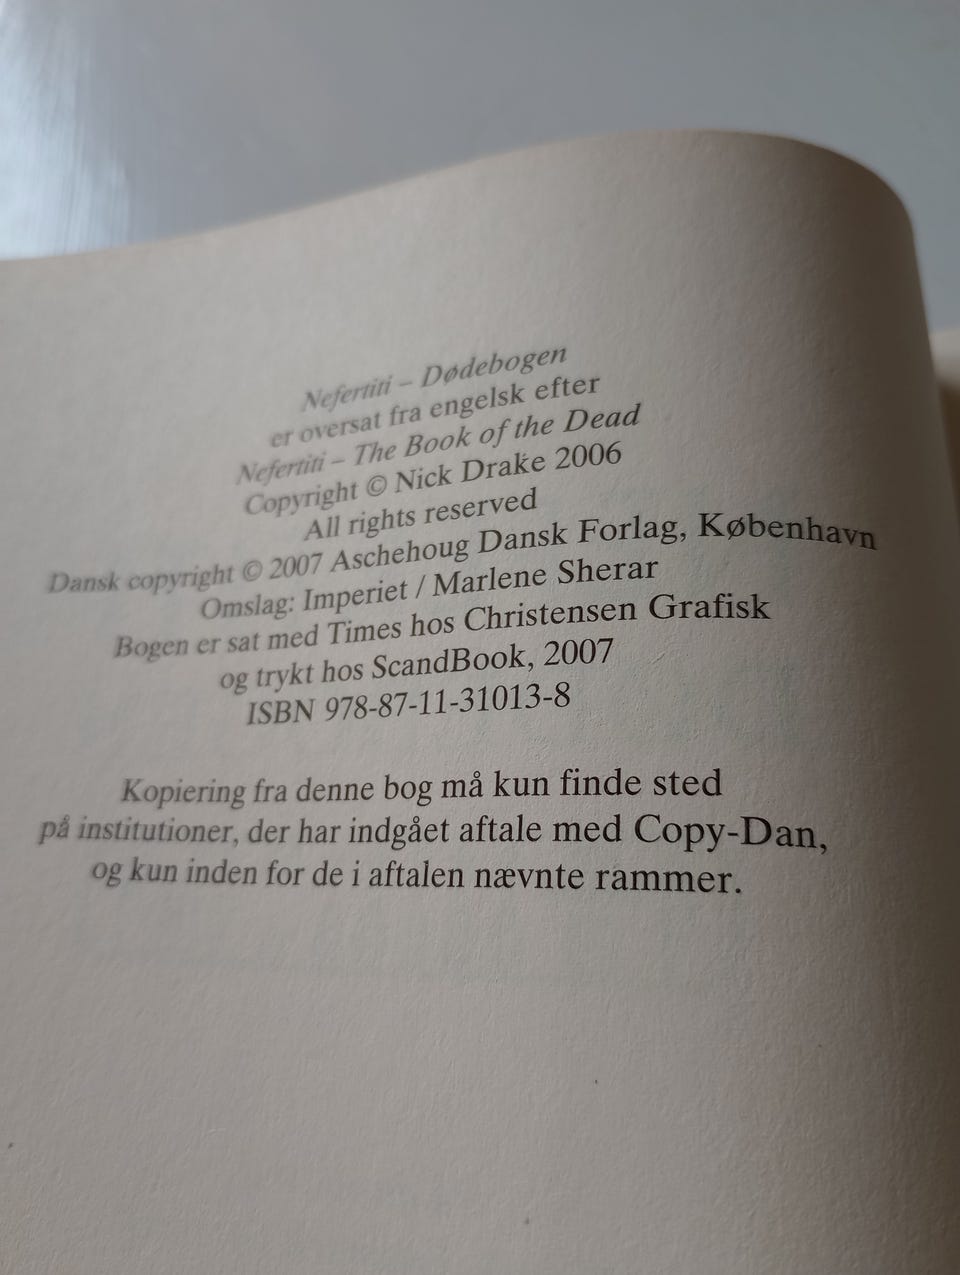 Nefertiti – Dødebogen
er oversat fra engelsk efter
Nefertiti – The Book of the Dead
Copyright © Nick Drake 2006
All rights reserved
Dansk copyright © 2007 Aschehoug Dansk Forlag, København
Omslag: Imperiet / Marlene Sherar
Bogen er sat med Times hos Christensen Grafisk
og trykt hos ScandBook, 2007
ISBN 978-87-11-31013-8
Kopiering fra denne bog må kun finde sted
på institutioner, der har indgået aftale med Copy-Dan,
og kun inden for de i aftalen nævnte rammer.